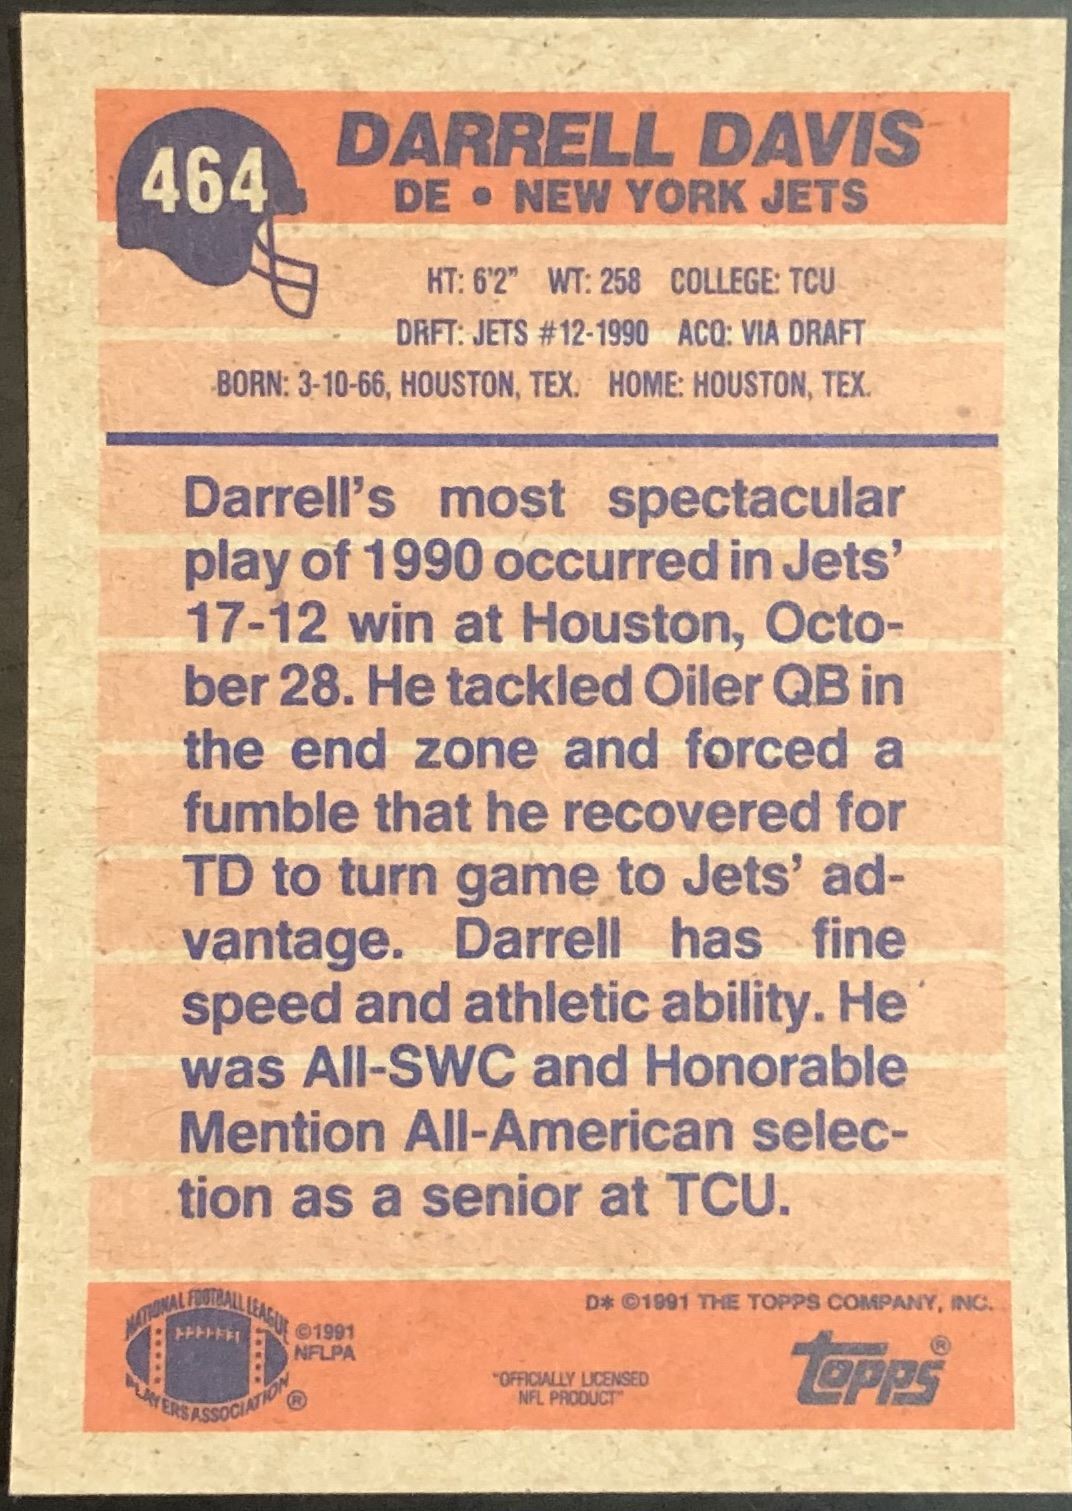 464
DARRELL DAVIS
DE • NEW YORK JETS
HT: 6'2" WT: 258 COLLEGE: TCU
DRFT: JETS #12-1990 ACQ: VIA DRAFT
BORN: 3-10-66, HOUSTON, TEX. HOME: HOUSTON, TEX.
Darrell's most spectacular
play of 1990 occurred in Jets'
17-12 win at Houston, Octo-
ber 28. He tackled Oiler QB in
the end zone and forced a
fumble that he recovered for
TD to turn game to Jets' ad-
vantage. Darrell has fine
speed and athletic ability. He
was All-SWC and Honorable
Mention All-American selec-
tion as a senior at TCU.
NATIONAL FOOTBALL LEAGUE
PLAYERS ASSOCIATION ®
©1991
NFLPA
"OFFICIALLY LICENSED
NFL PRODUCT"
D* ©1991 THE TOPPS COMPANY, INC.
topps®